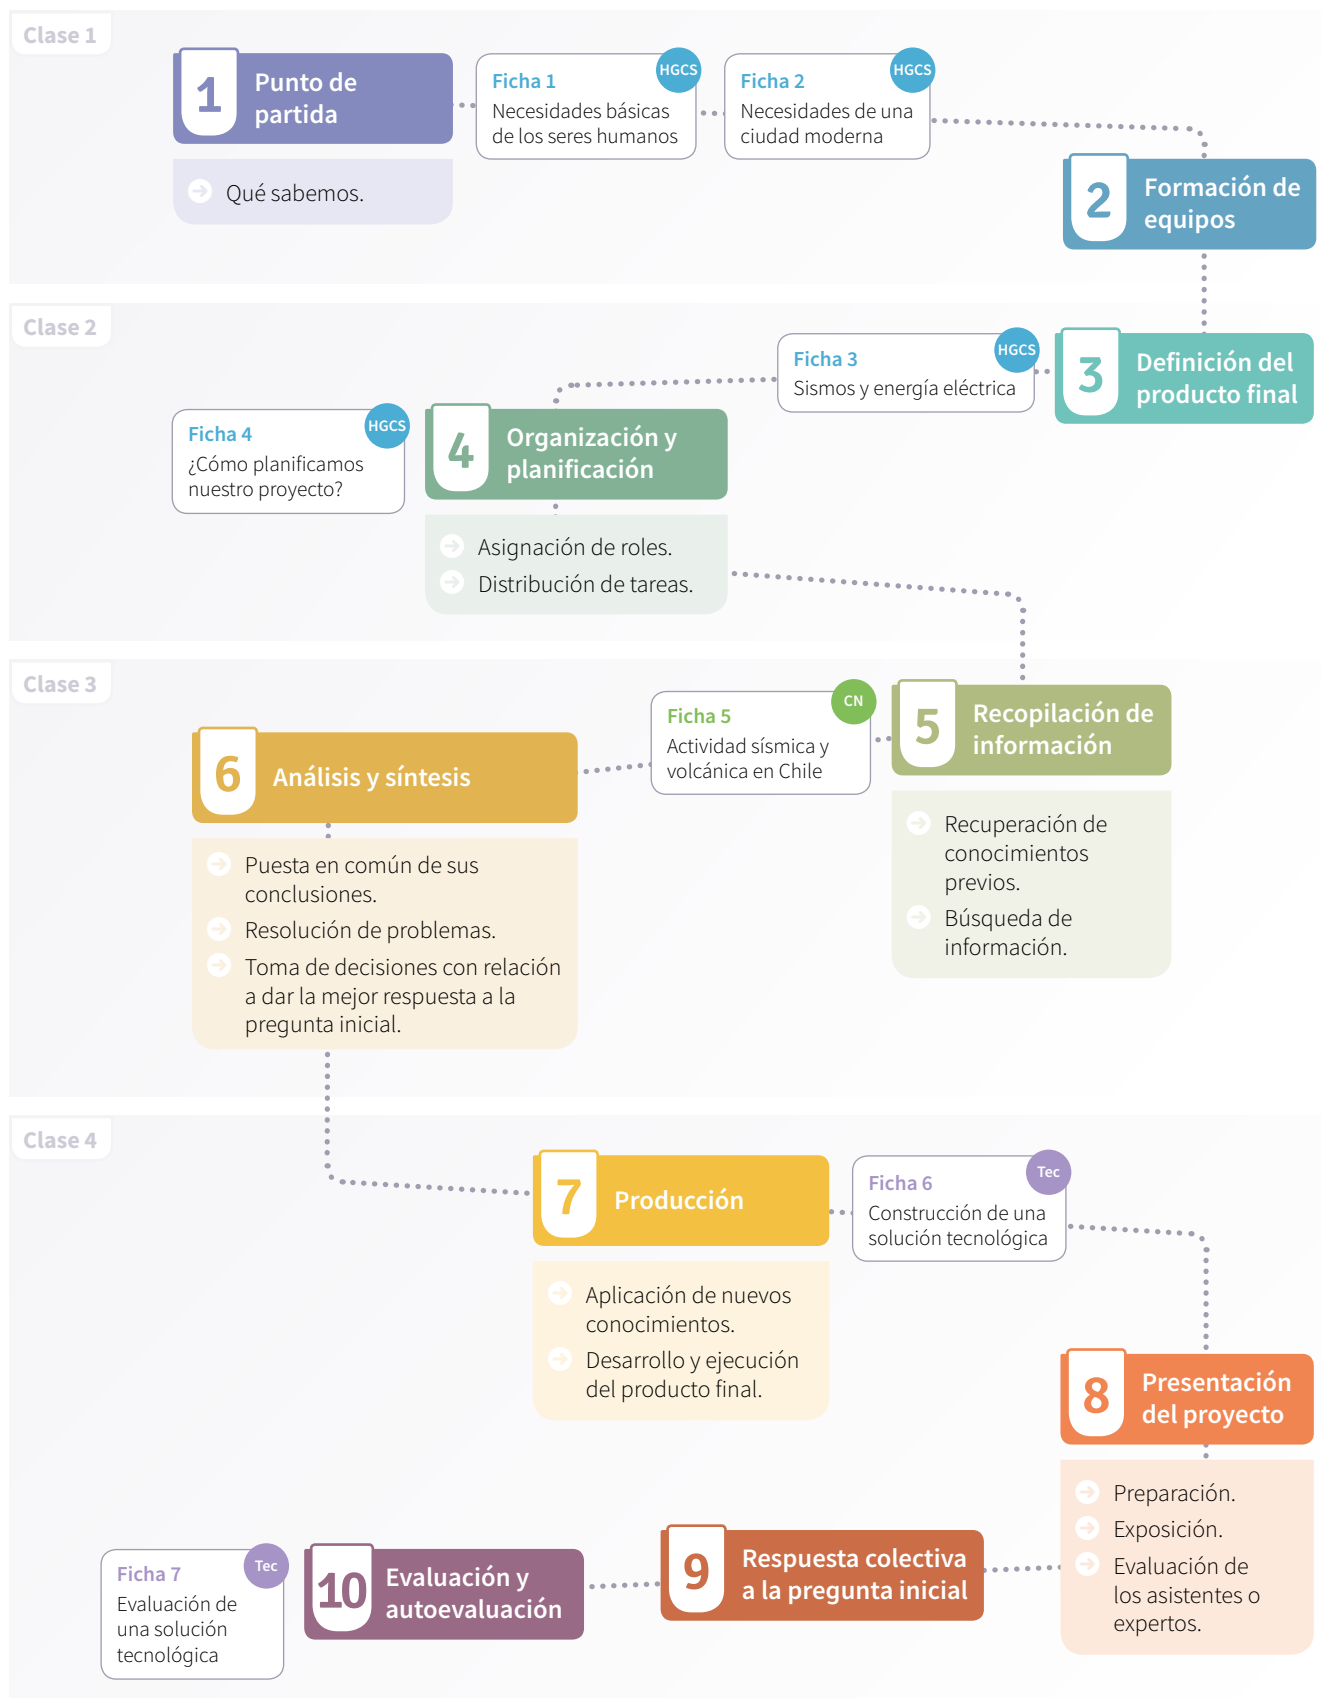 Clase 1
1
Punto de
partida
Qué sabemos.
HGCS
Ficha 1
Necesidades básicas
de los seres humanos
HGCS
Ficha 2
Necesidades de una
ciudad moderna
2
Formación de
equipos
Clase 2
3
Definición del
producto final
HGCS
Ficha 3
Sismos y energía eléctrica
4
Organización y
planificación
Asignación de roles.
Distribución de tareas.
HGCS
Ficha 4
¿Cómo planificamos
nuestro proyecto?
Clase 3
5
Recopilación de
información
Recuperación de
conocimientos
previos.
Búsqueda de
información.
CN
Ficha 5
Actividad sísmica y
volcánica en Chile
6
Análisis y síntesis
Puesta en común de sus
conclusiones.
Resolución de problemas.
Toma de decisiones con relación
a dar la mejor respuesta a la
pregunta inicial.
Clase 4
7
Producción
Aplicación de nuevos
conocimientos.
Desarrollo y ejecución
del producto final.
Tec
Ficha 6
Construcción de una
solución tecnológica
8
Presentación
del proyecto
Preparación.
Exposición.
Evaluación de
los asistentes o
expertos.
9
Respuesta colectiva
a la pregunta inicial
10
Evaluación y
autoevaluación
Tec
Ficha 7
Evaluación de
una solución
tecnológica